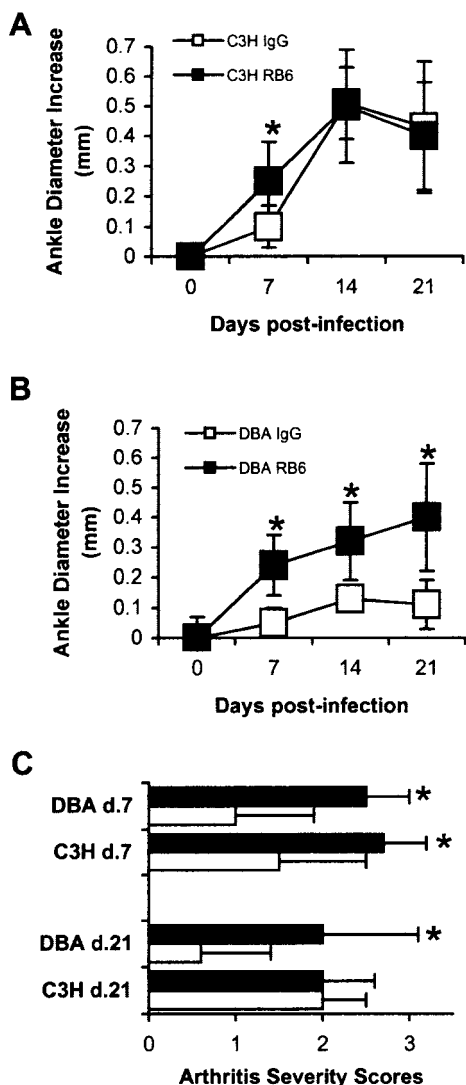 A
C3H IgG
C3H RB6
Ankle Diameter Increase
(mm)
0.7
0.6
0.5
0.4
0.3
0.2
0.1
0
*
0 7 14 21
Days post-infection
B
DBA IgG
DBA RB6
Ankle Diameter Increase
(mm)
0.7
0.6
0.5
0.4
0.3
0.2
0.1
0
* * *
0 7 14 21
Days post-infection
C
DBA d.7 *
C3H d.7 *
DBA d.21 *
C3H d.21
0 1 2 3
Arthritis Severity Scores